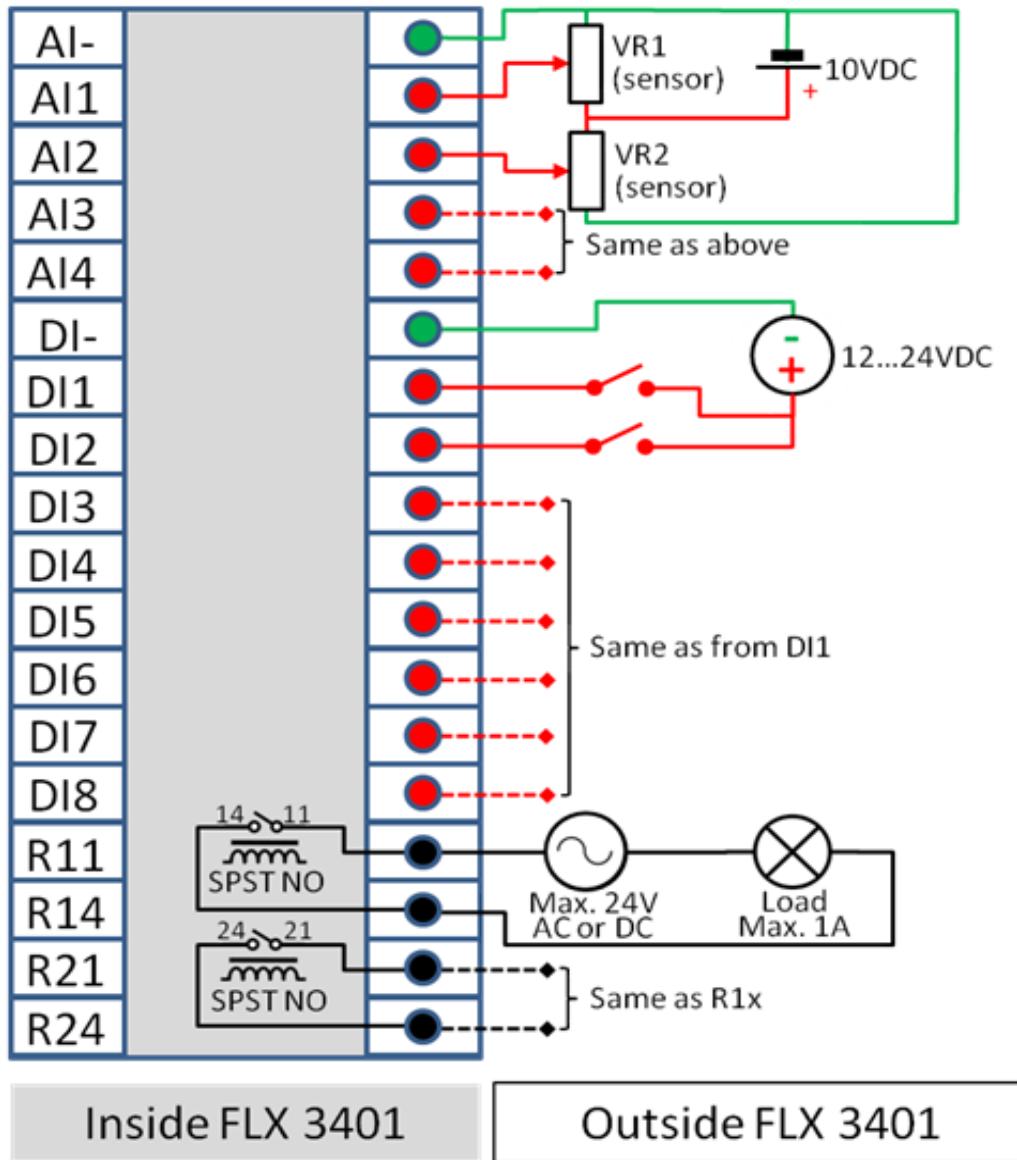 AI-
AI1
AI2
AI3
AI4
DI-
DI1
DI2
DI3
DI4
DI5
DI6
DI7
DI8
R11
R14
R21
R24
VR1
(sensor)
10VDC
+
VR2
(sensor)
Same as above
-
+
12...24VDC
Same as from DI1
14 11
SPST NO
Max. 24V
AC or DC
Load
Max. 1A
24 21
SPST NO
Same as R1x
Inside FLX 3401
Outside FLX 3401